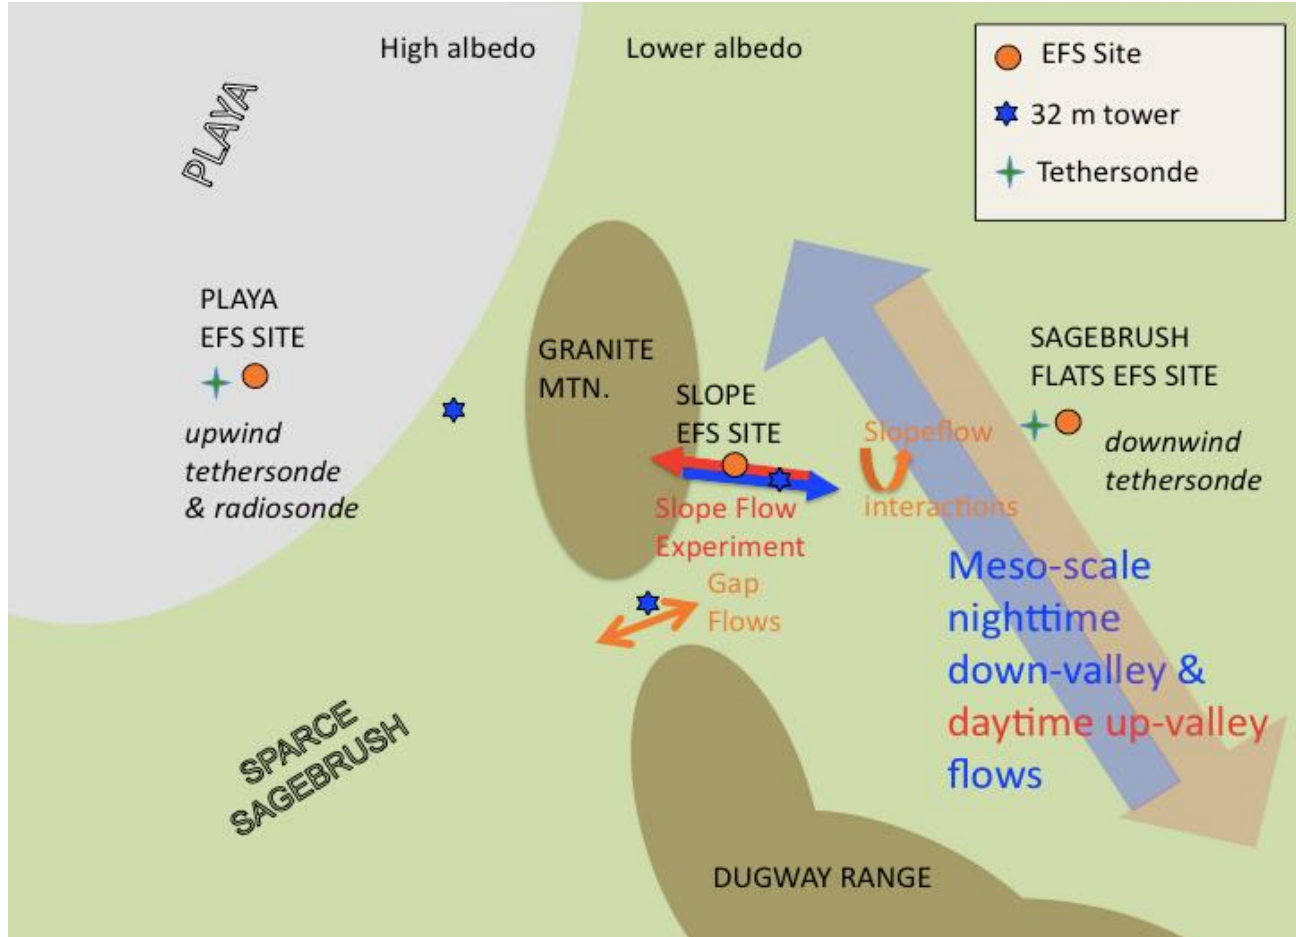 High albedo
Lower albedo
EFS Site
32 m tower
Tethersonde
PLAYA
PLAYA
EFS SITE
upwind
tethersonde
& radiosonde
GRANITE
MTN.
SLOPE
EFS SITE
Slope Flow
Experiment
Gap
Flows
Slopeflow
interactions
SAGEBRUSH
FLATS EFS SITE
downwind
tethersonde
Meso-scale
nighttime
down-valley &
daytime up-valley
flows
SPARCE
SAGEBRUSH
DUGWAY RANGE